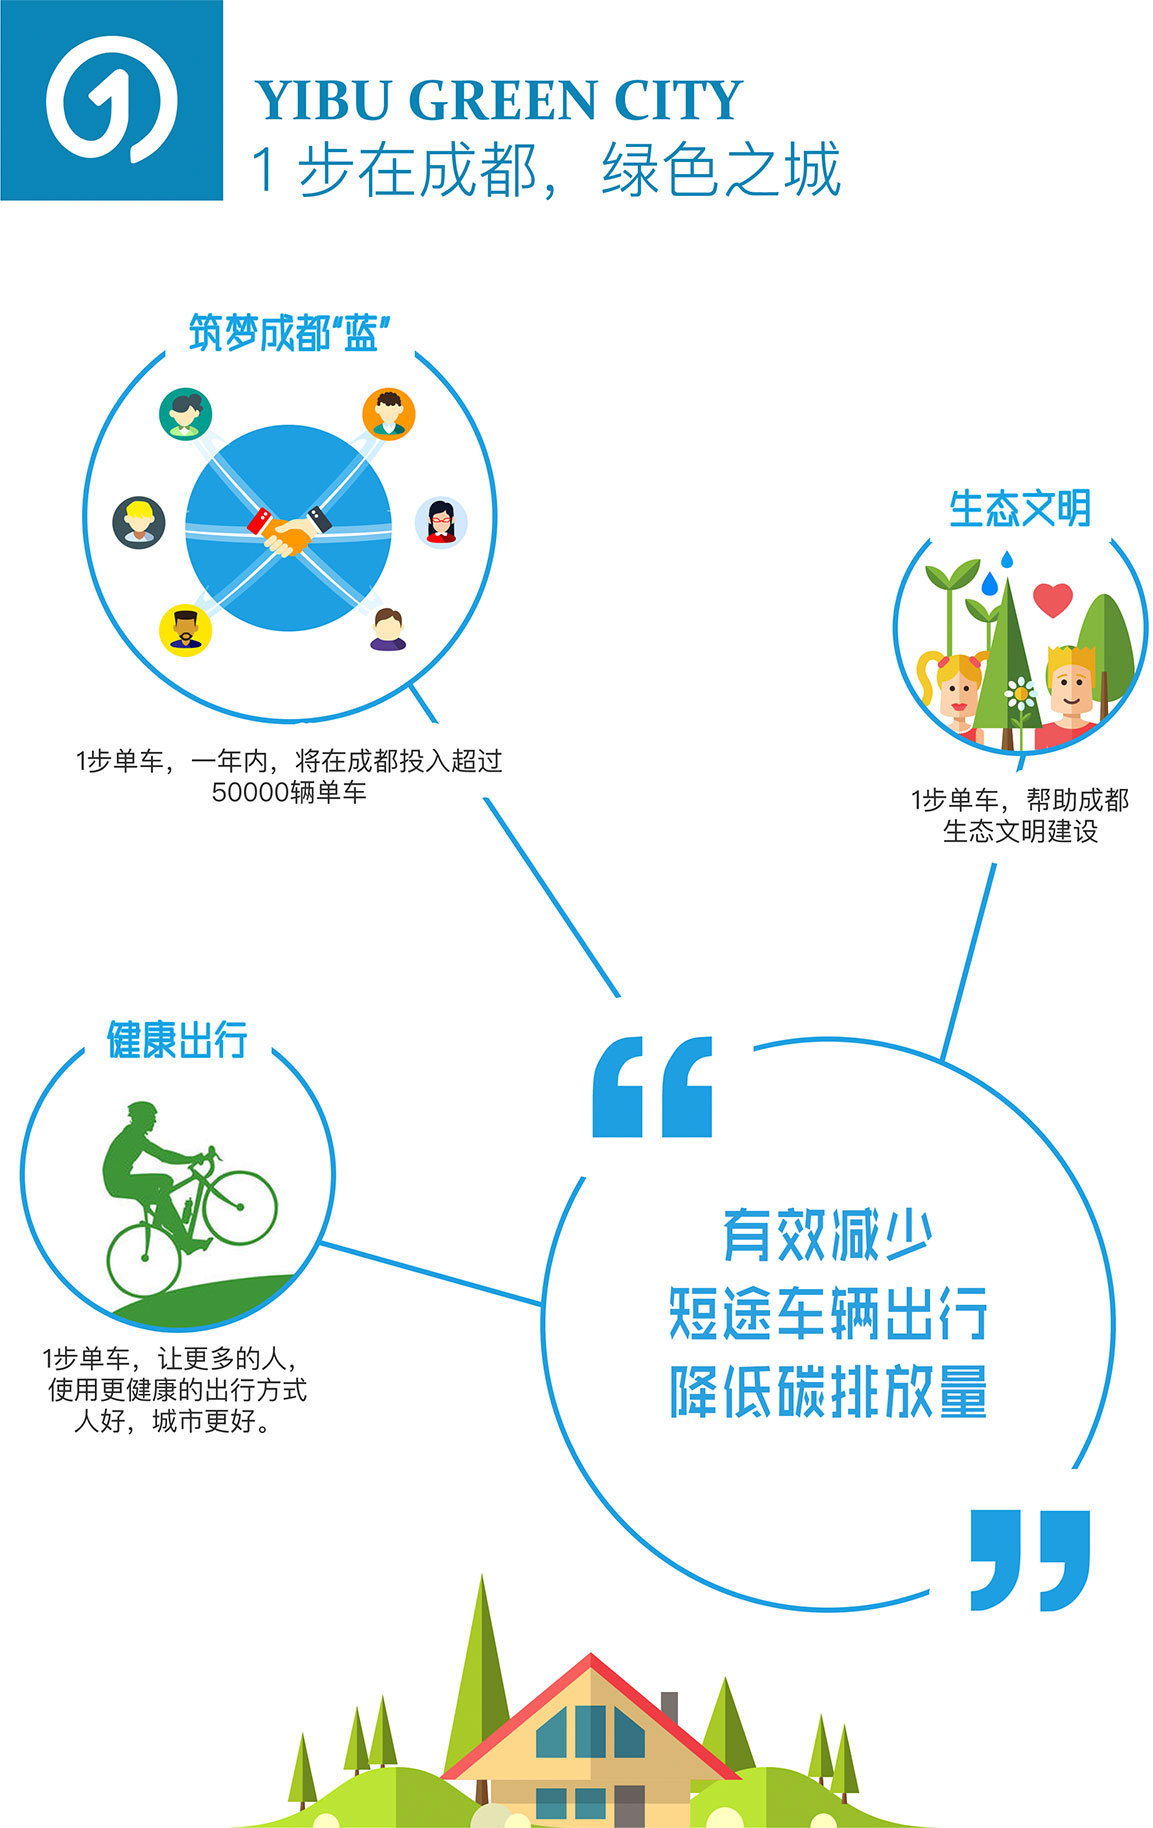 YIBU GREEN CITY
1 步在成都，绿色之城
筑梦成都“蓝”
1步单车，一年内，将在成都投入超过
50000辆单车
生态文明
1步单车，帮助成都
生态文明建设
健康出行
1步单车，让更多的人，
使用更健康的出行方式
人好，城市更好。
“
有效减少
短途车辆出行
降低碳排放量
”